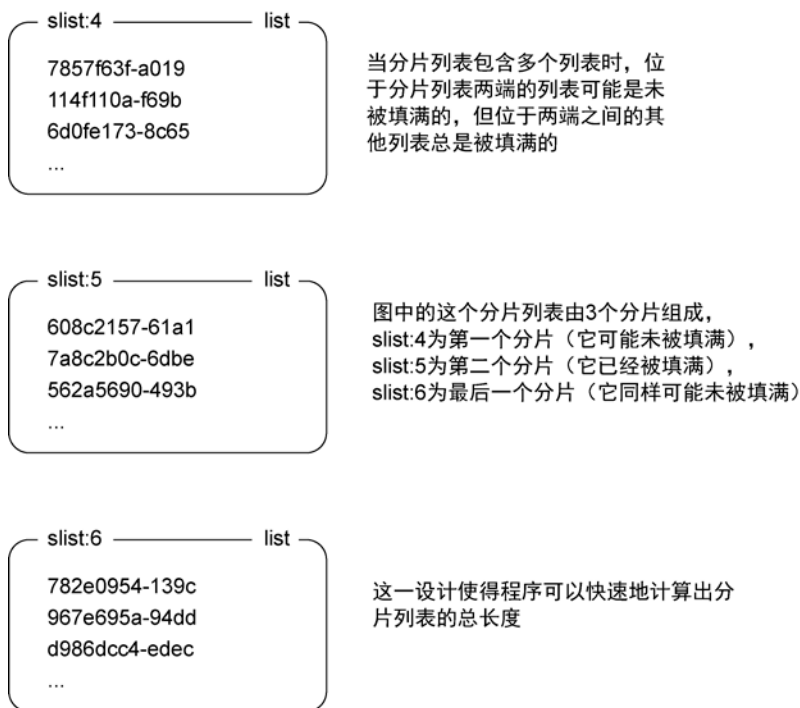 slist:4 list
7857f63f-a019
114f110a-f69b
6d0fe173-8c65
...
当分片列表包含多个列表时，位
于分片列表两端的列表可能是未
被填满的，但位于两端之间的其
他列表总是被填满的
slist:5 list
608c2157-61a1
7a8c2b0c-6dbe
562a5690-493b
...
图中的这个分片列表由3个分片组成，
slist:4为第一个分片（它可能未被填满），
slist:5为第二个分片（它已经被填满），
slist:6为最后一个分片（它同样可能未被填满）
slist:6 list
782e0954-139c
967e695a-94dd
d986dcc4-edec
...
这一设计使得程序可以快速地计算出分
片列表的总长度